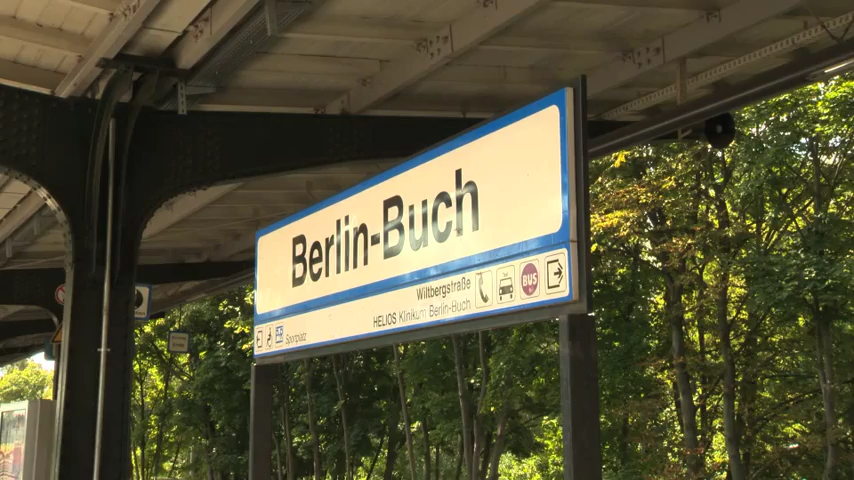 Berlin-Buch
Wiltbergstraße
BUS
HELIOS Klinikum Berlin-Buch
Sportplatz